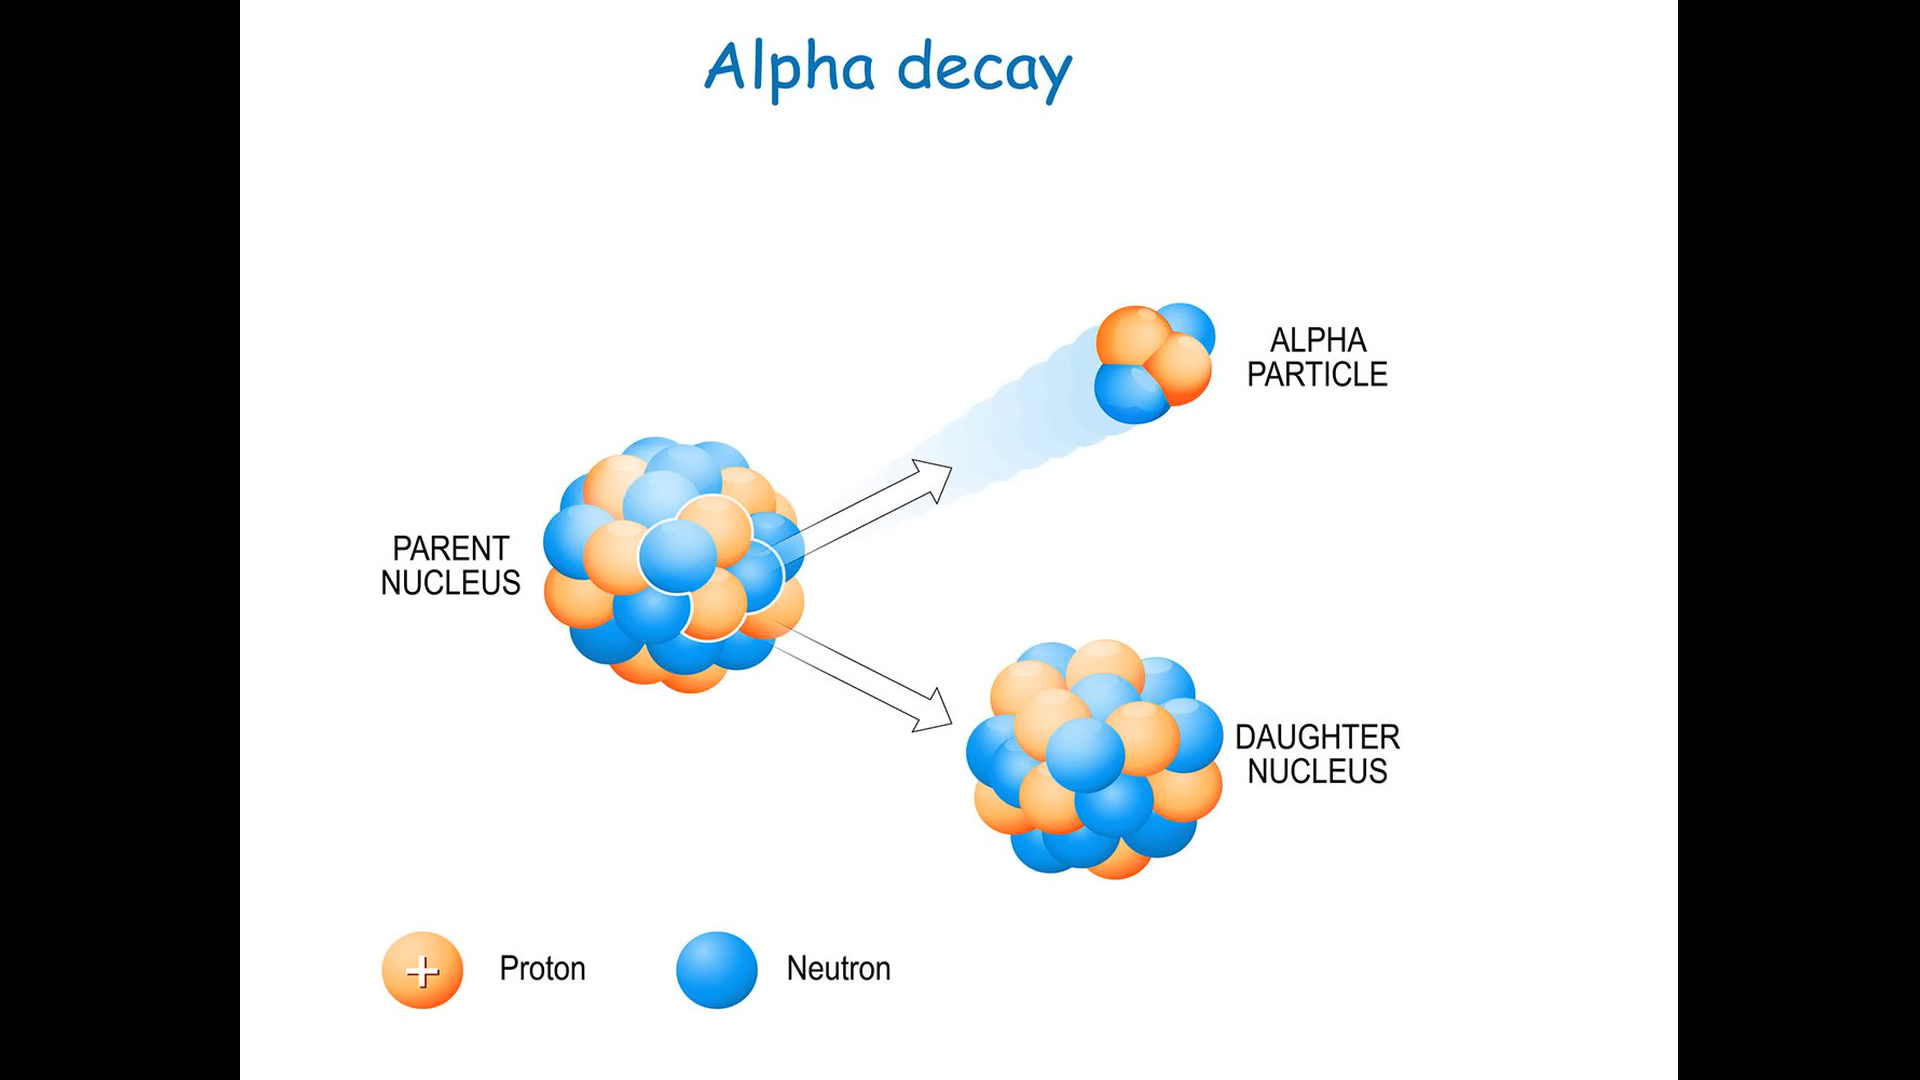 Alpha decay
ALPHA
PARTICLE
PARENT
NUCLEUS
DAUGHTER
NUCLEUS
+ Proton
Neutron